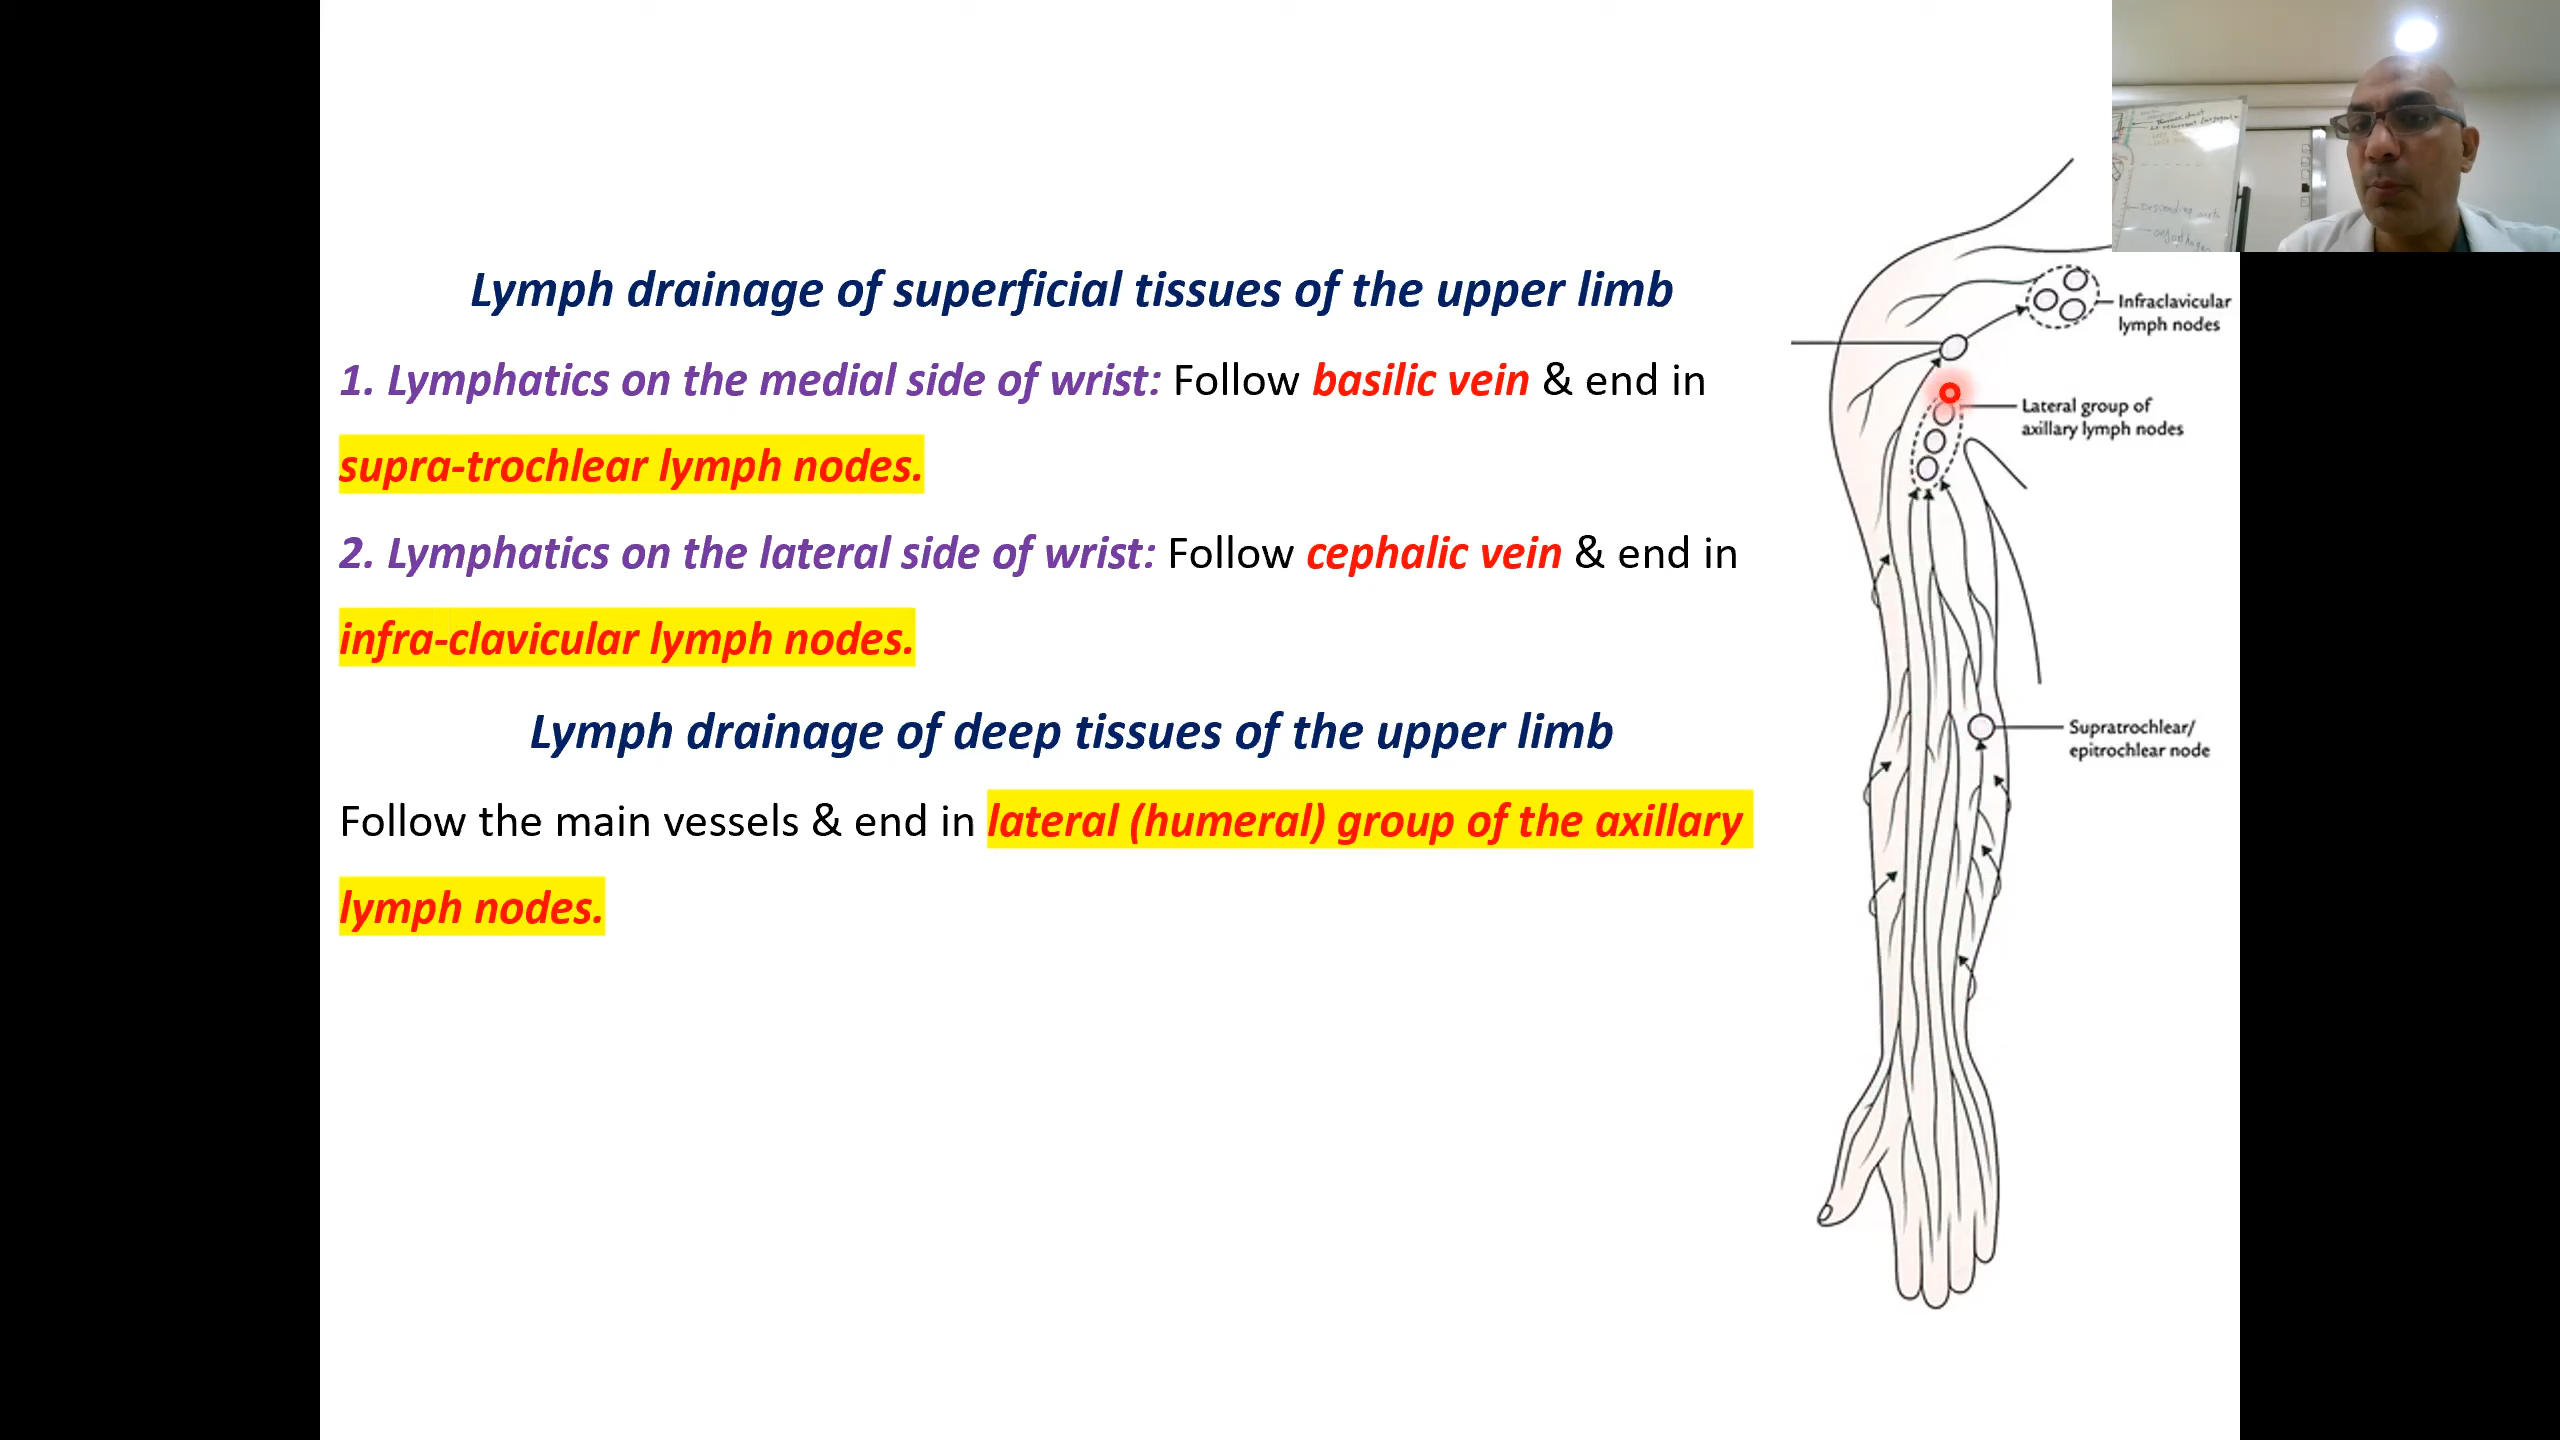 Lymph drainage of superficial tissues of the upper limb
1. Lymphatics on the medial side of wrist: Follow basilic vein & end in
supra-trochlear lymph nodes.
2. Lymphatics on the lateral side of wrist: Follow cephalic vein & end in
infra-clavicular lymph nodes.
Lymph drainage of deep tissues of the upper limb
Follow the main vessels & end in lateral (humeral) group of the axillary
lymph nodes.
Infraclavicular
lymph nodes
Lateral group of
axillary lymph nodes
Supratrochlear/
epitrochlear node
Descending